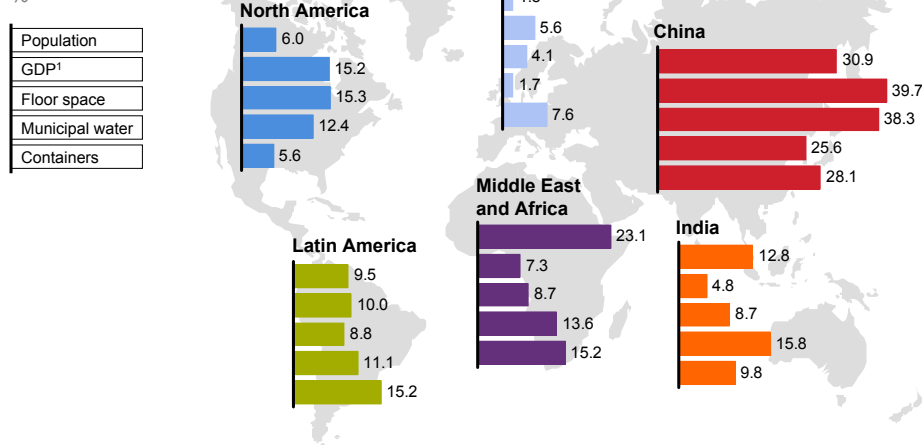 North America
Population
GDP¹
Floor space
Municipal water
Containers
6.0
15.2
15.3
12.4
5.6
5.6
4.1
1.7
7.6
China
30.9
39.7
38.3
25.6
28.1
Middle East
and Africa
23.1
7.3
8.7
13.6
15.2
India
12.8
4.8
8.7
15.8
9.8
Latin America
9.5
10.0
8.8
11.1
15.2